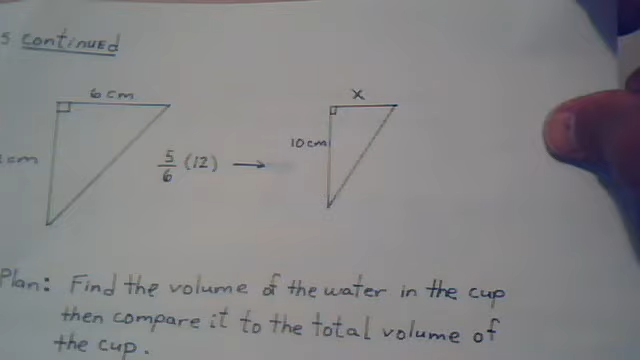 s continued
6 cm
x
cm
10cm
5/6 (12) →
Plan: Find the volume of the water in the cup
then compare it to the total volume of
the cup.